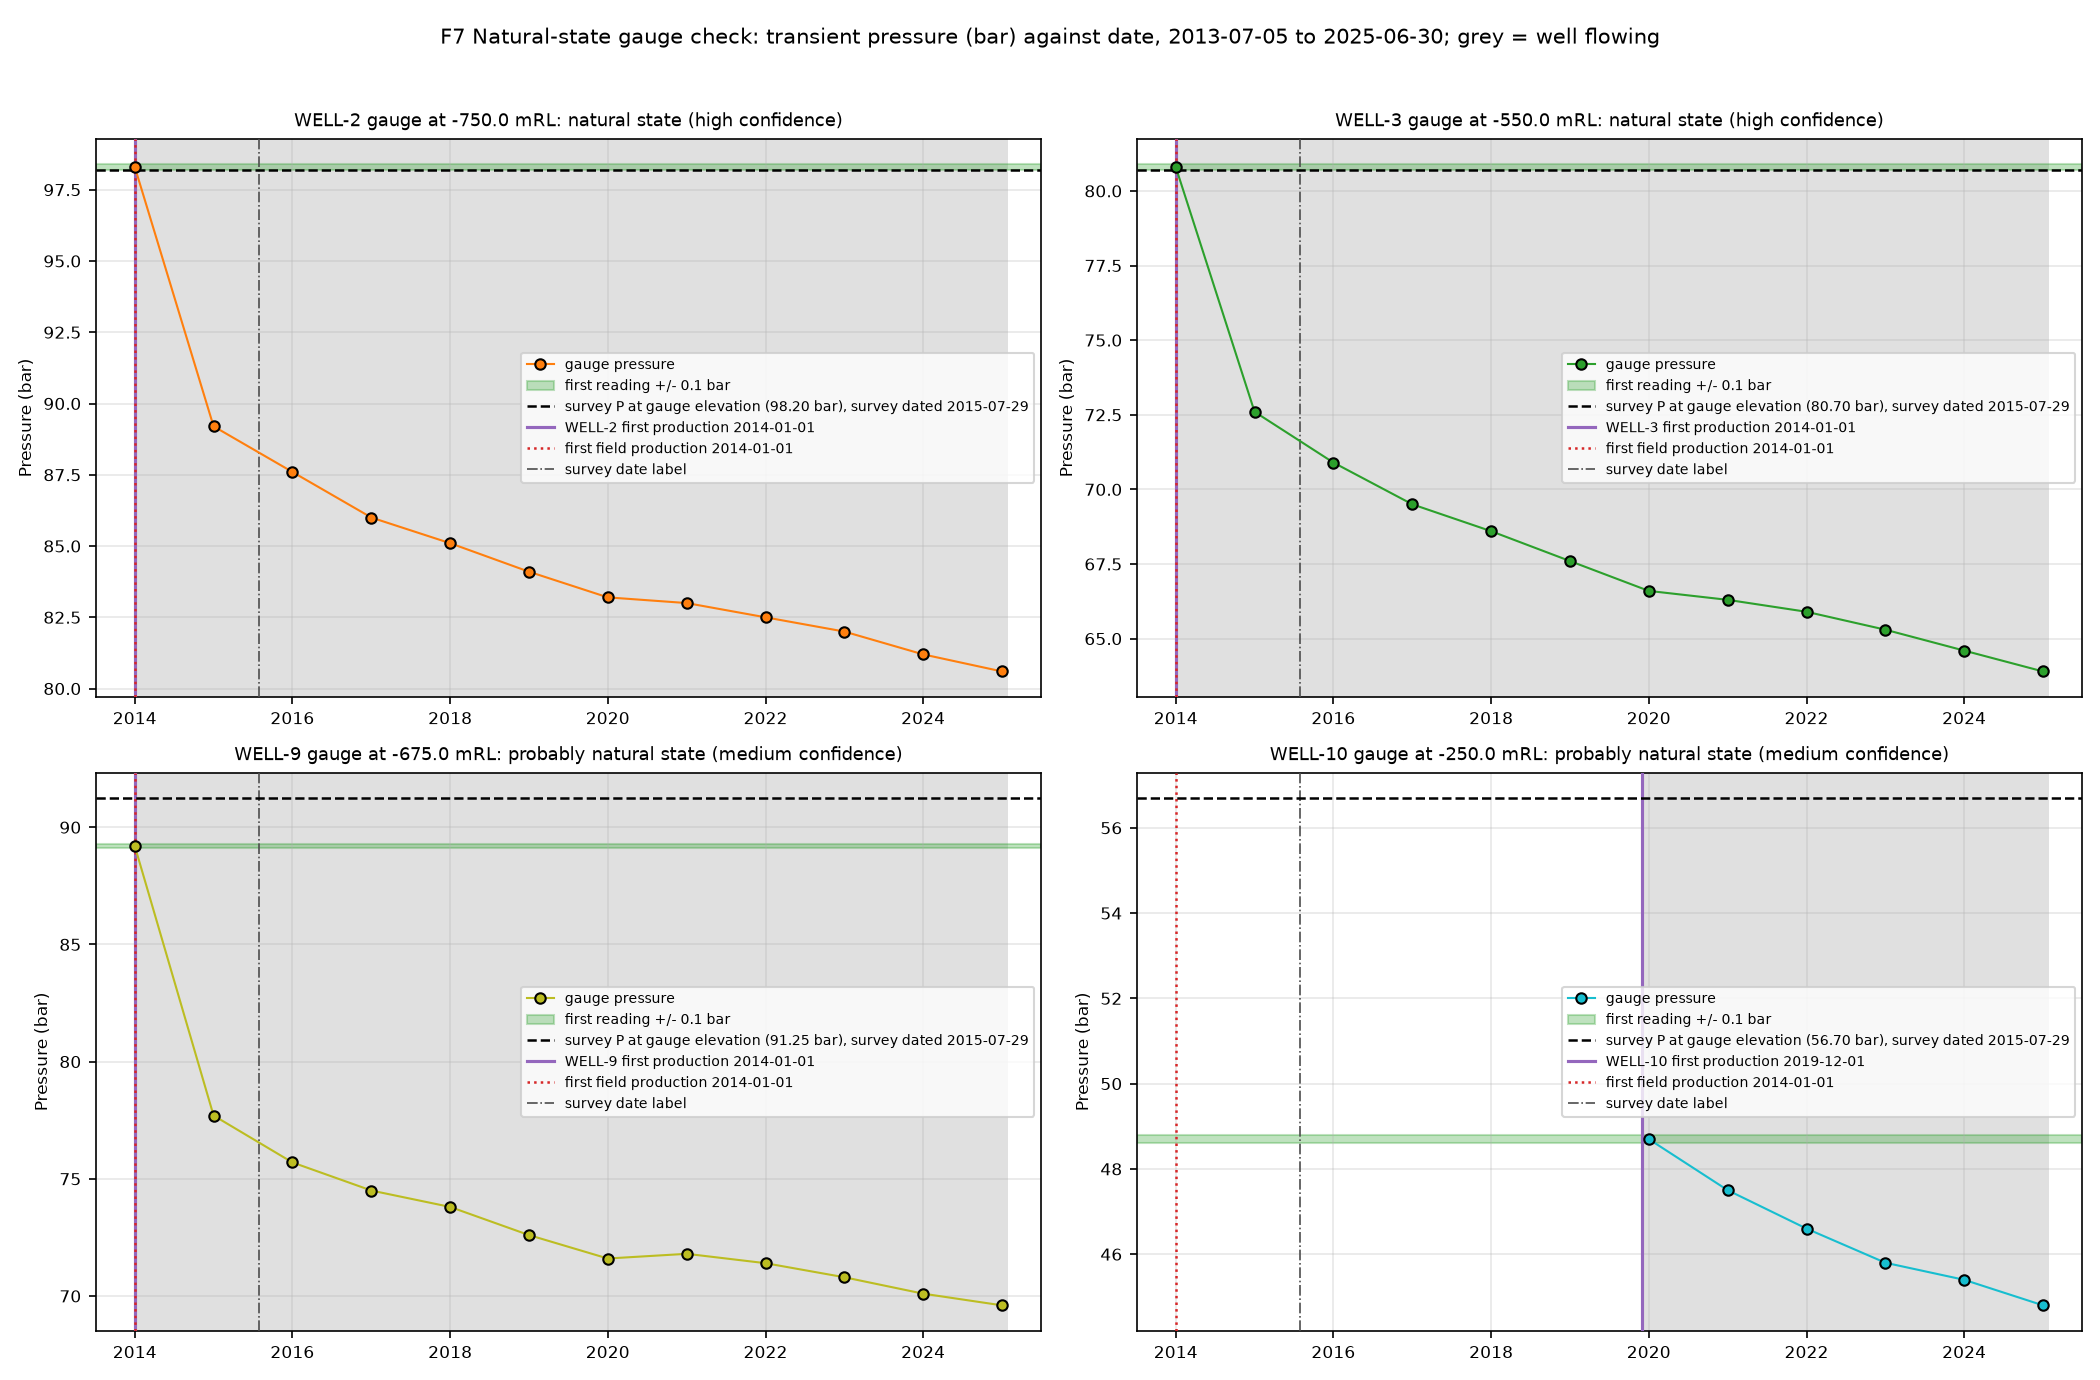 F7 Natural-state gauge check: transient pressure (bar) against date, 2013-07-05 to 2025-06-30; grey = well flowing
WELL-2 gauge at -750.0 mRL: natural state (high confidence)
Pressure (bar)
97.5
95.0
92.5
90.0
87.5
85.0
82.5
80.0
gauge pressure
first reading +/- 0.1 bar
survey P at gauge elevation (98.20 bar), survey dated 2015-07-29
WELL-2 first production 2014-01-01
first field production 2014-01-01
survey date label
2014 2016 2018 2020 2022 2024
WELL-3 gauge at -550.0 mRL: natural state (high confidence)
Pressure (bar)
80.0
77.5
75.0
72.5
70.0
67.5
65.0
gauge pressure
first reading +/- 0.1 bar
survey P at gauge elevation (80.70 bar), survey dated 2015-07-29
WELL-3 first production 2014-01-01
first field production 2014-01-01
survey date label
2014 2016 2018 2020 2022 2024
WELL-9 gauge at -675.0 mRL: probably natural state (medium confidence)
Pressure (bar)
90
85
80
75
70
gauge pressure
first reading +/- 0.1 bar
survey P at gauge elevation (91.25 bar), survey dated 2015-07-29
WELL-9 first production 2014-01-01
first field production 2014-01-01
survey date label
2014 2016 2018 2020 2022 2024
WELL-10 gauge at -250.0 mRL: probably natural state (medium confidence)
Pressure (bar)
56
54
52
50
48
46
gauge pressure
first reading +/- 0.1 bar
survey P at gauge elevation (56.70 bar), survey dated 2015-07-29
WELL-10 first production 2019-12-01
first field production 2014-01-01
survey date label
2014 2016 2018 2020 2022 2024